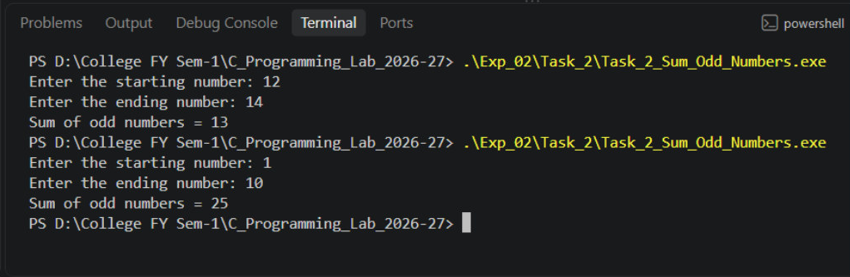 Problems Output Debug Console Terminal Ports powershell
PS D:\College FY Sem-1\C_Programming_Lab_2026-27> .\Exp_02\Task_2\Task_2_Sum_Odd_Numbers.exe
Enter the starting number: 12
Enter the ending number: 14
Sum of odd numbers = 13
PS D:\College FY Sem-1\C_Programming_Lab_2026-27> .\Exp_02\Task_2\Task_2_Sum_Odd_Numbers.exe
Enter the starting number: 1
Enter the ending number: 10
Sum of odd numbers = 25
PS D:\College FY Sem-1\C_Programming_Lab_2026-27>